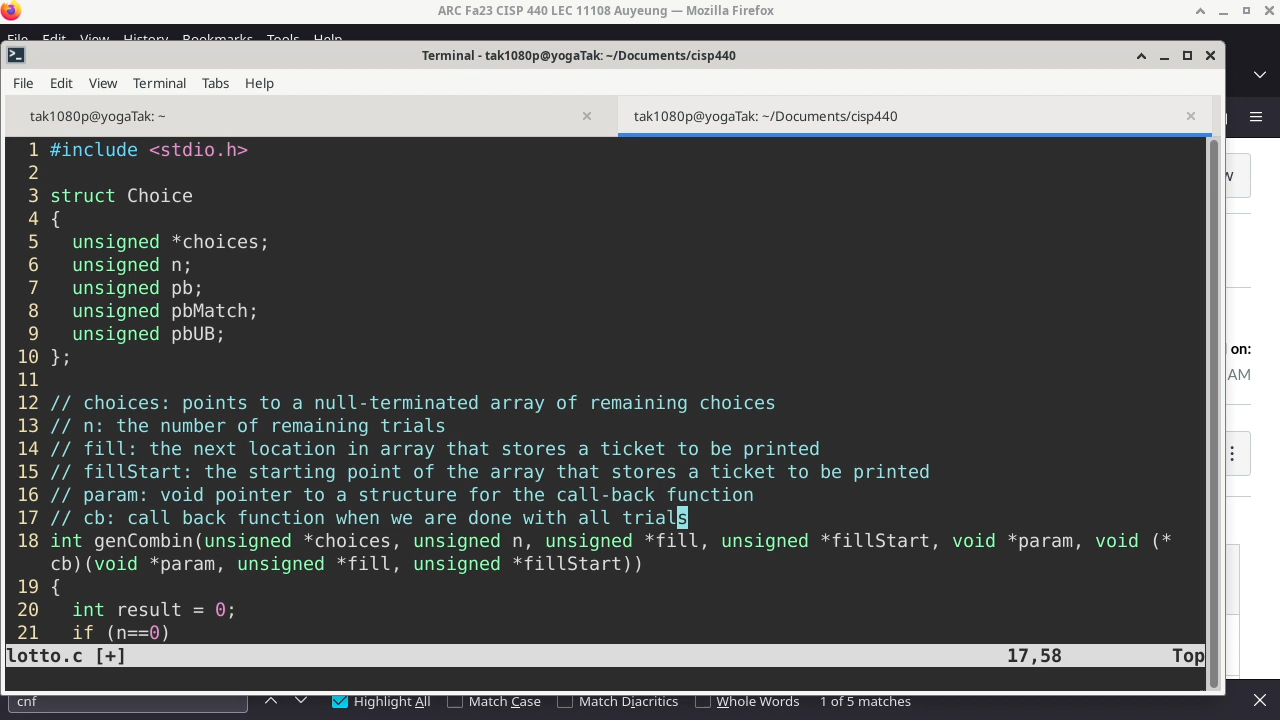 ARC Fa23 CISP 440 LEC 11108 Auyeung — Mozilla Firefox
File Edit View History Bookmarks Tools Help
Terminal - tak1080p@yogaTak: ~/Documents/cisp440
File Edit View Terminal Tabs Help
tak1080p@yogaTak: ~
tak1080p@yogaTak: ~/Documents/cisp440
1 #include <stdio.h>
2
3 struct Choice
4 {
5   unsigned *choices;
6   unsigned n;
7   unsigned pb;
8   unsigned pbMatch;
9   unsigned pbUB;
10 };
11
12 // choices: points to a null-terminated array of remaining choices
13 // n: the number of remaining trials
14 // fill: the next location in array that stores a ticket to be printed
15 // fillStart: the starting point of the array that stores a ticket to be printed
16 // param: void pointer to a structure for the call-back function
17 // cb: call back function when we are done with all trials
18 int genCombin(unsigned *choices, unsigned n, unsigned *fill, unsigned *fillStart, void *param, void (*
cb)(void *param, unsigned *fill, unsigned *fillStart))
19 {
20   int result = 0;
21   if (n==0)
lotto.c [+] 17,58 Top
on:
AM
cnf Highlight All Match Case Match Diacritics Whole Words 1 of 5 matches